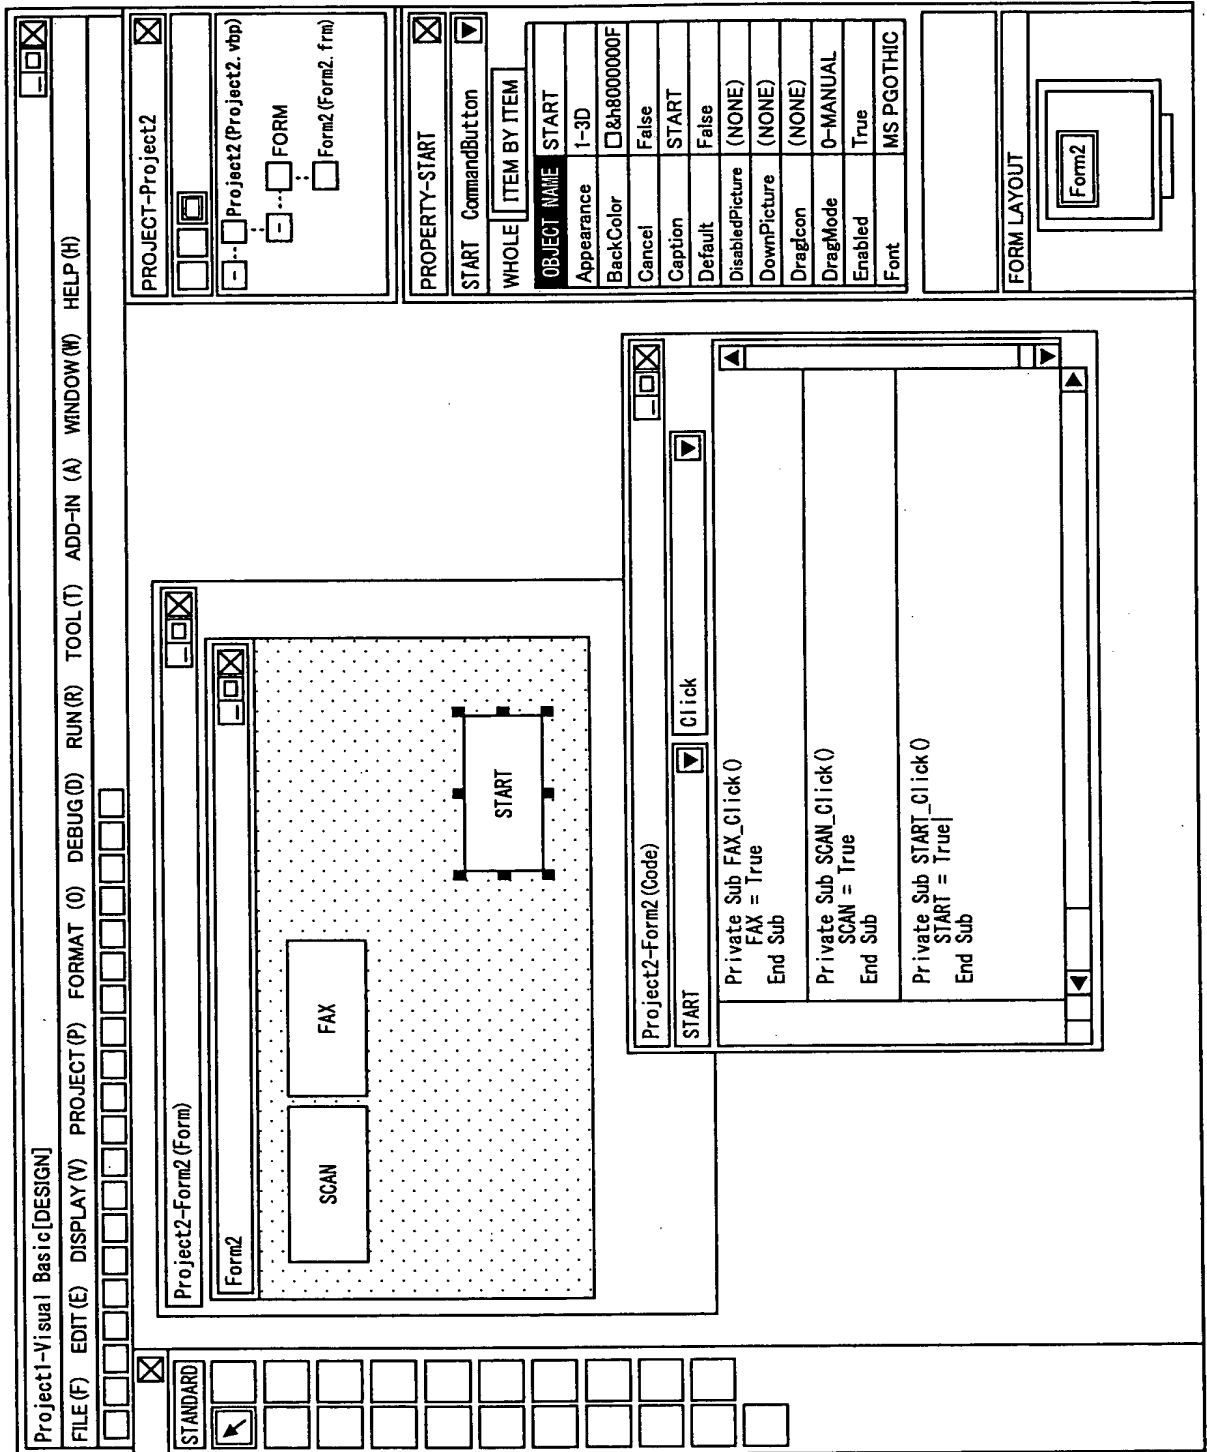 Project1-Visual Basic[DESIGN]
FILE(F) EDIT(E) DISPLAY(V) PROJECT(P) FORMAT (O) DEBUG(D) RUN(R) TOOL(T) ADD-IN (A) WINDOW(W) HELP(H)
STANDARD
Project2-Form2(Form)
Form2
SCAN
FAX
START
Project2-Form2(Code)
START
Click
Private Sub FAX_Click()
FAX = True
End Sub
Private Sub SCAN_Click()
SCAN = True
End Sub
Private Sub START_Click()
START = True|
End Sub
PROJECT-Project2
Project2(Project2.vbp)
FORM
Form2(Form2.frm)
PROPERTY-START
START CommandButton
WHOLE ITEM BY ITEM
OBJECT NAME START
Appearance 1-3D
BackColor □&h8000000F
Cancel False
Caption START
Default False
DisabledPicture (NONE)
DownPicture (NONE)
DragIcon (NONE)
DragMode 0-MANUAL
Enabled True
Font MS PGOTHIC
FORM LAYOUT
Form2